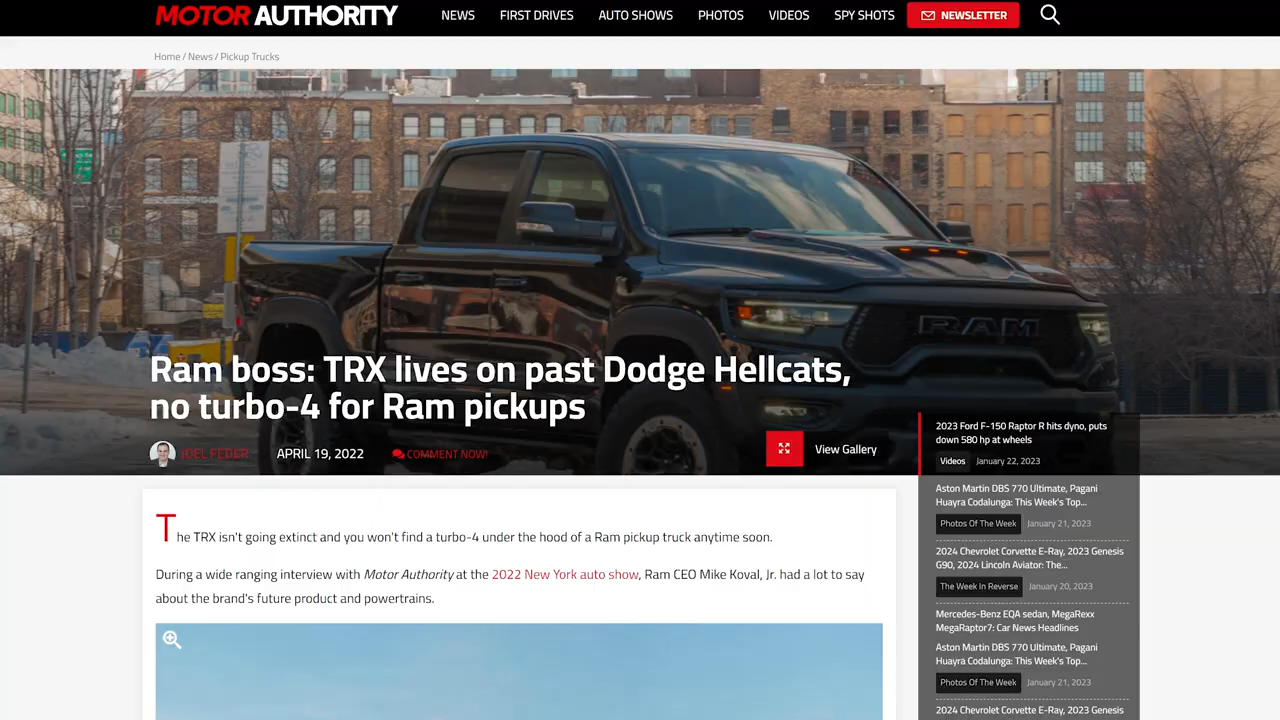 MOTOR AUTHORITY
NEWS
FIRST DRIVES
AUTO SHOWS
PHOTOS
VIDEOS
SPY SHOTS
NEWSLETTER
Home / News / Pickup Trucks
RAM
Ram boss: TRX lives on past Dodge Hellcats,
no turbo-4 for Ram pickups
JOEL FEDER
APRIL 19, 2022
COMMENT NOW!
View Gallery
The TRX isn't going extinct and you won't find a turbo-4 under the hood of a Ram pickup truck anytime soon.
During a wide ranging interview with Motor Authority at the 2022 New York auto show, Ram CEO Mike Koval, Jr. had a lot to say
about the brand's future product and powertrains.
2023 Ford F-150 Raptor R hits dyno, puts
down 580 hp at wheels
Videos January 22, 2023
Aston Martin DBS 770 Ultimate, Pagani
Huayra Codalunga: This Week's Top...
Photos Of The Week January 21, 2023
2024 Chevrolet Corvette E-Ray, 2023 Genesis
G90, 2024 Lincoln Aviator: The...
The Week In Reverse January 20, 2023
Mercedes-Benz EQA sedan, MegaRexx
MegaRaptor7: Car News Headlines
Aston Martin DBS 770 Ultimate, Pagani
Huayra Codalunga: This Week's Top...
Photos Of The Week January 21, 2023
2024 Chevrolet Corvette E-Ray, 2023 Genesis